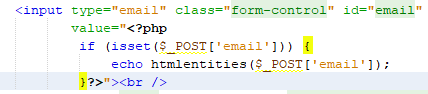 <input type="email" class="form-control" id="email"
value="<?php
if (isset($_POST['email'])) {
echo htmlentities($_POST['email']);
}?>"><br />